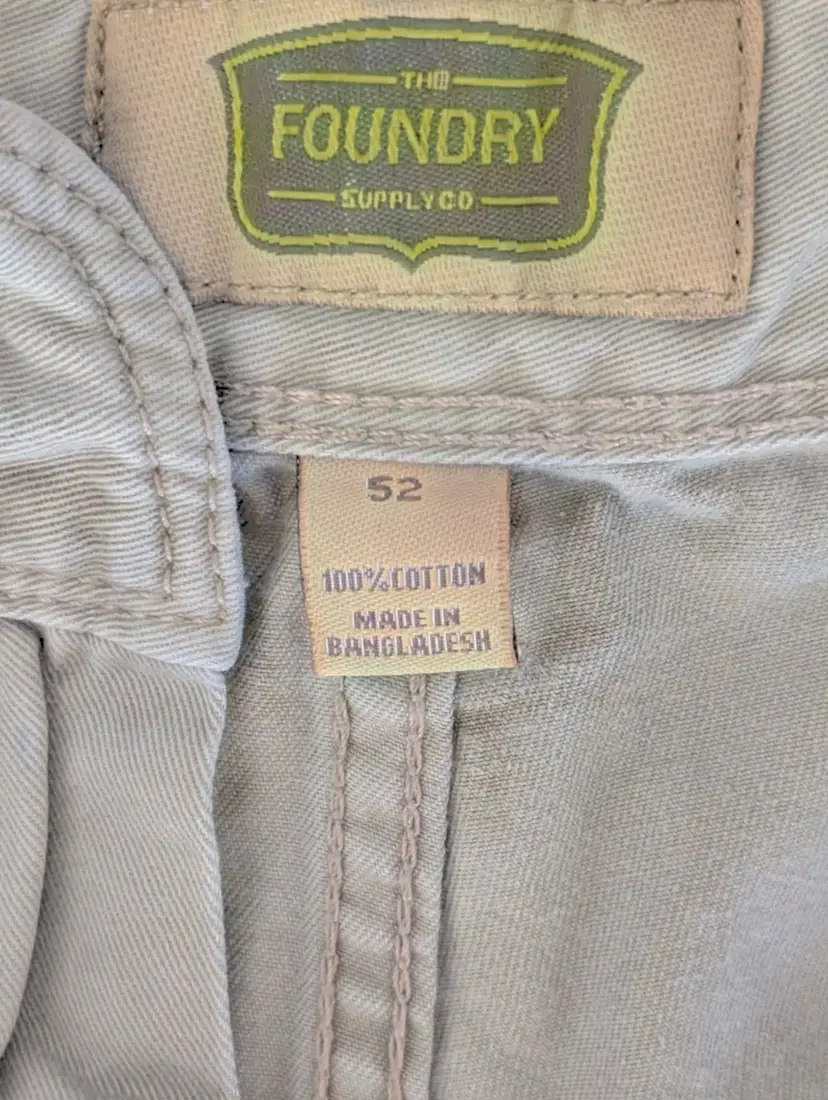 THE
FOUNDRY
SUPPLY CO
52
100% COTTON
MADE IN
BANGLADESH